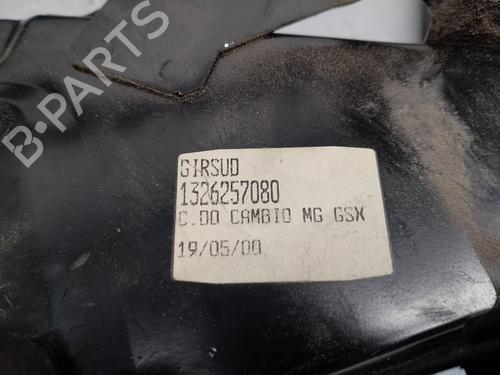 B-PARTS
GIRSUD
1326257080
C.DO CAMBIO MG GSX
19/05/00